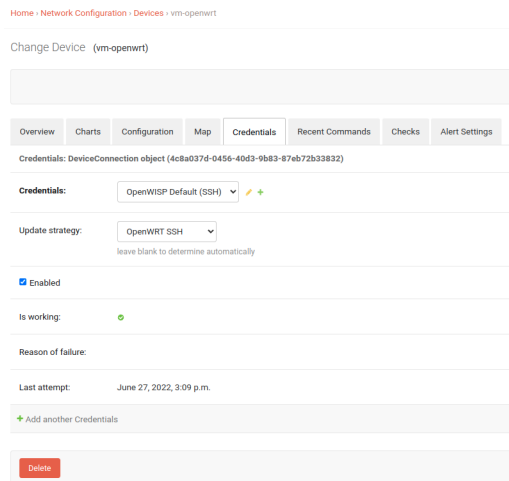 Home › Network Configuration › Devices › vm-openwrt
Change Device (vm-openwrt)
Overview Charts Configuration Map Credentials Recent Commands Checks Alert Settings
Credentials: DeviceConnection object (4c8a037d-0456-40d3-9b83-87eb72b33832)
Credentials: OpenWISP Default (SSH)
Update strategy: OpenWRT SSH
leave blank to determine automatically
Enabled
Is working:
Reason of failure:
Last attempt: June 27, 2022, 3:09 p.m.
Add another Credentials
Delete